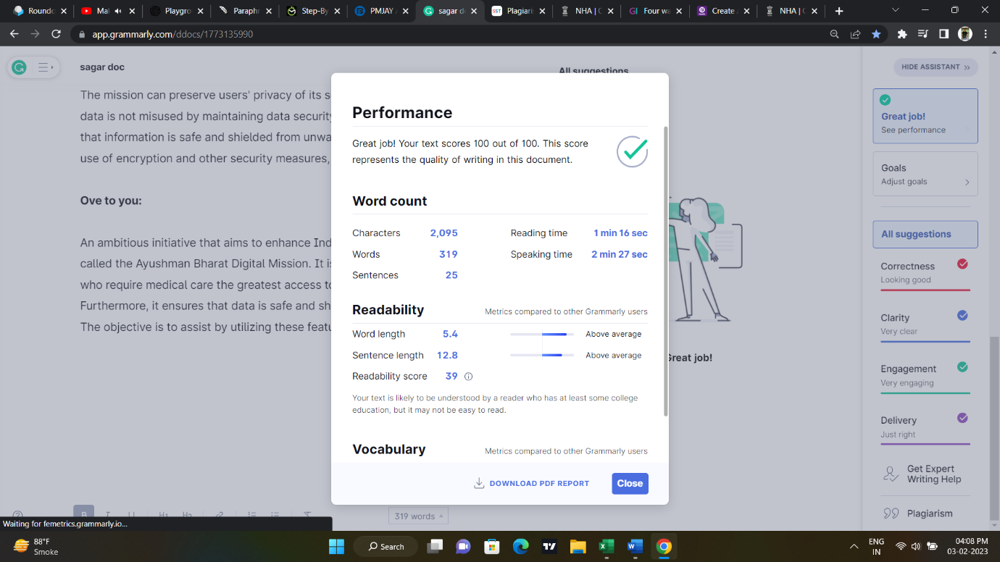 Roundc
Mal
Playgro
Paraphr
Step-By
PMJAY A
sagar d
Plagiaris
NHA | C
Four wa
Create
NHA | C
app.grammarly.com/ddocs/1773135990
sagar doc
All suggestions
HIDE ASSISTANT
The mission can preserve users' privacy of its s
data is not misused by maintaining data security
that information is safe and shielded from unwa
use of encryption and other security measures,
Ove to you:
An ambitious initiative that aims to enhance Ind
called the Ayushman Bharat Digital Mission. It is
who require medical care the greatest access to
Furthermore, it ensures that data is safe and sh
The objective is to assist by utilizing these featu
Performance
Great job! Your text scores 100 out of 100. This score
represents the quality of writing in this document.
Word count
Characters 2,095 Reading time 1 min 16 sec
Words 319 Speaking time 2 min 27 sec
Sentences 25
Readability Metrics compared to other Grammarly users
Word length 5.4 Above average
Sentence length 12.8 Above average
Readability score 39
Your text is likely to be understood by a reader who has at least some college
education, but it may not be easy to read.
Vocabulary Metrics compared to other Grammarly users
DOWNLOAD PDF REPORT Close
Great job!
Great job!
See performance
Goals
Adjust goals
All suggestions
Correctness
Looking good
Clarity
Very clear
Engagement
Very engaging
Delivery
Just right
Get Expert
Writing Help
Plagiarism
B I U H1 H2
319 words
Waiting for femetrics.grammarly.io...
88°F
Smoke
Search
ENG
IN
04:08 PM
03-02-2023